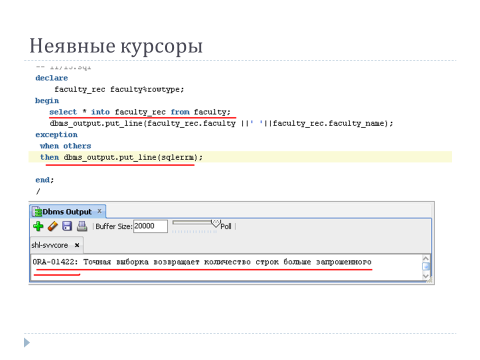 Неявные курсоры
declare
faculty_rec faculty%rowtype;
begin
select * into faculty_rec from faculty;
dbms_output.put_line(faculty_rec.faculty ||' '||faculty_rec.faculty_name);
exception
when others
then dbms_output.put_line(sqlerrm);
end;
/
Dbms Output x
Buffer Size: 20000 Poll
shl-svvcore x
ORA-01422: Точная выборка возвращает количество строк больше запрошенного